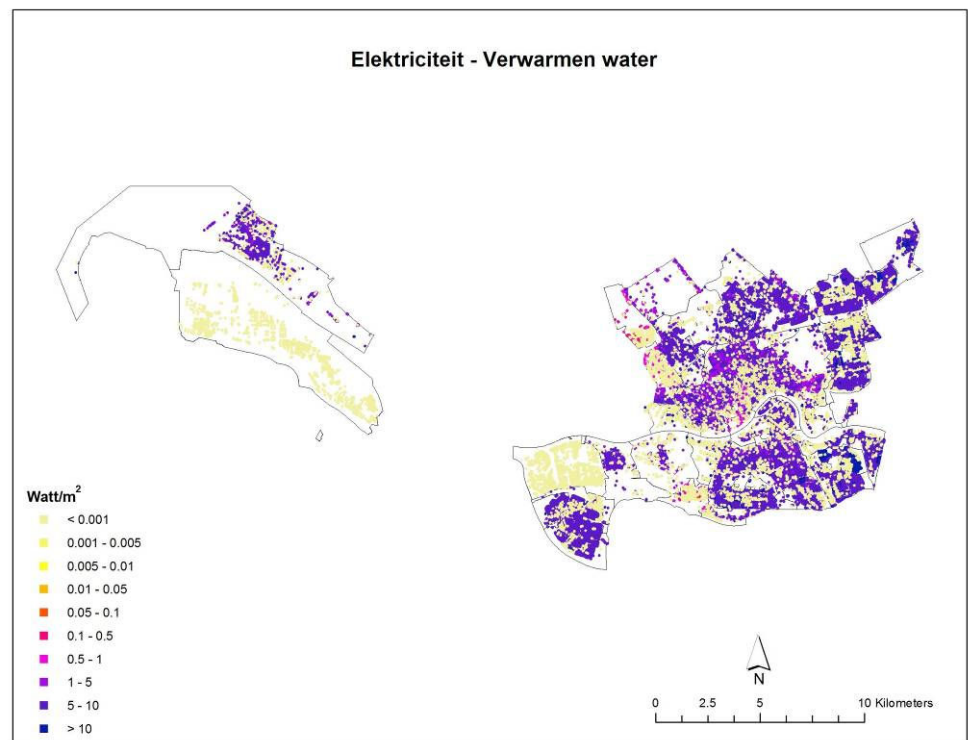 Elektriciteit - Verwarmen water
Watt/m²
< 0.001
0.001 - 0.005
0.005 - 0.01
0.01 - 0.05
0.05 - 0.1
0.1 - 0.5
0.5 - 1
1 - 5
5 - 10
> 10
N
0 2.5 5 10 Kilometers